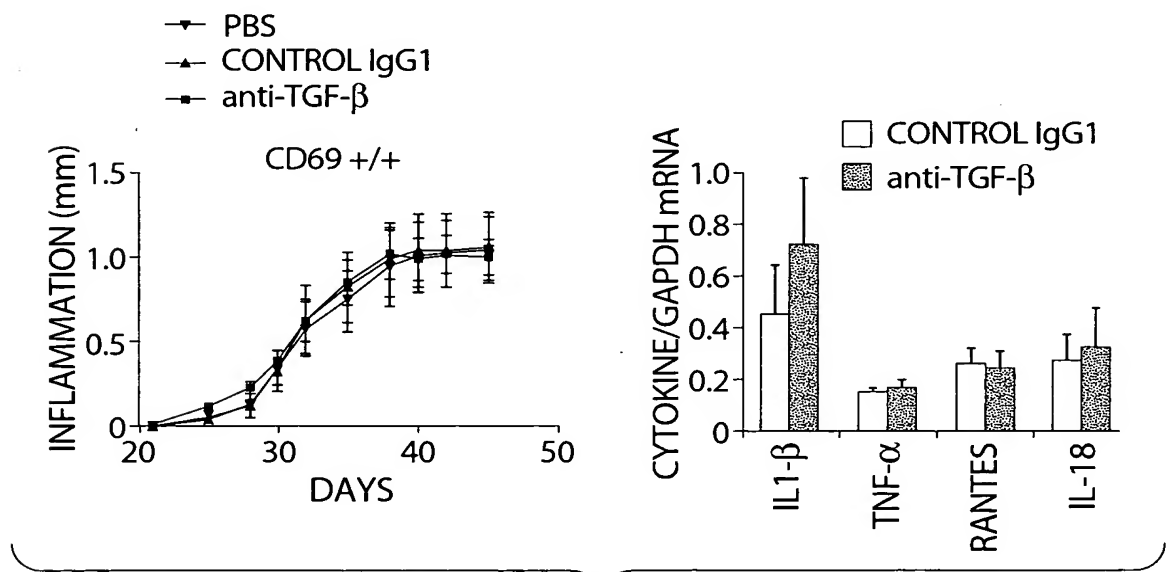 PBS
CONTROL IgG1
anti-TGF-β
CD69 +/+
INFLAMMATION (mm)
1.5
1.0
0.5
0
20
30
40
50
DAYS
CONTROL IgG1
anti-TGF-β
CYTOKINE/GAPDH mRNA
1.0
0.8
0.6
0.4
0.2
0
IL1-β
TNF-α
RANTES
IL-18